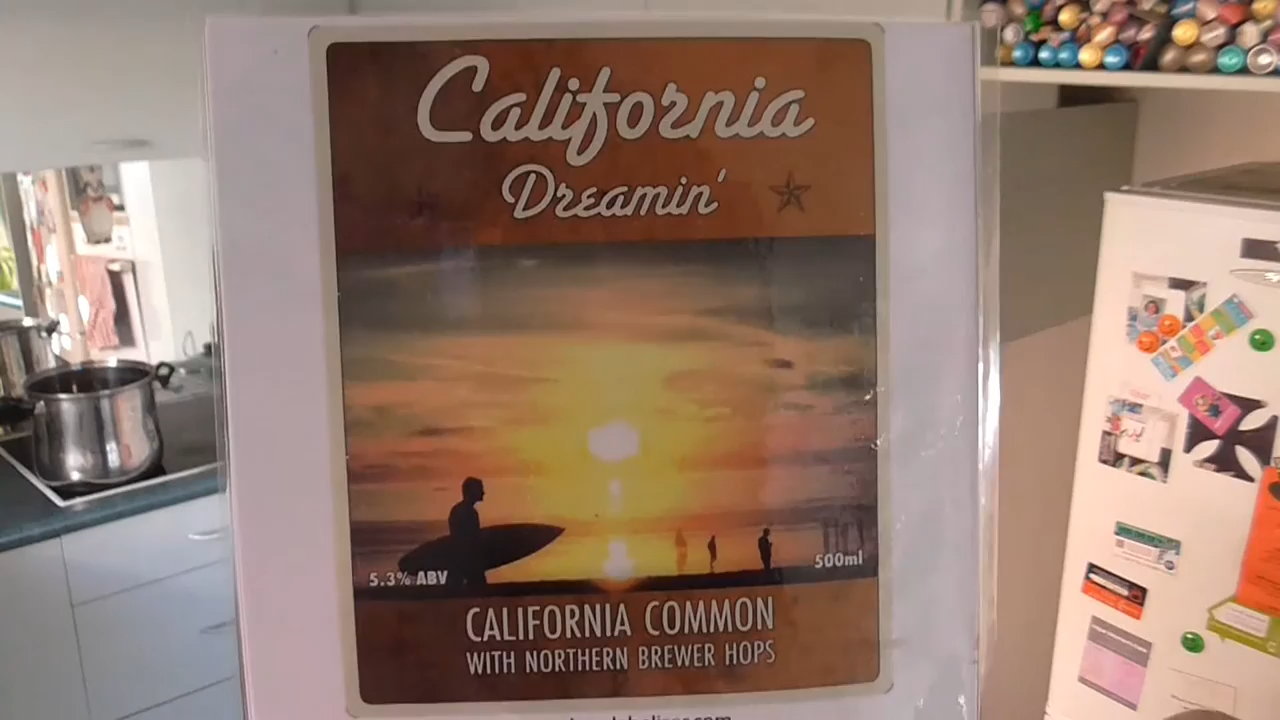 California
Dreamin'
5.3% ABV
500ml
CALIFORNIA COMMON
WITH NORTHERN BREWER HOPS